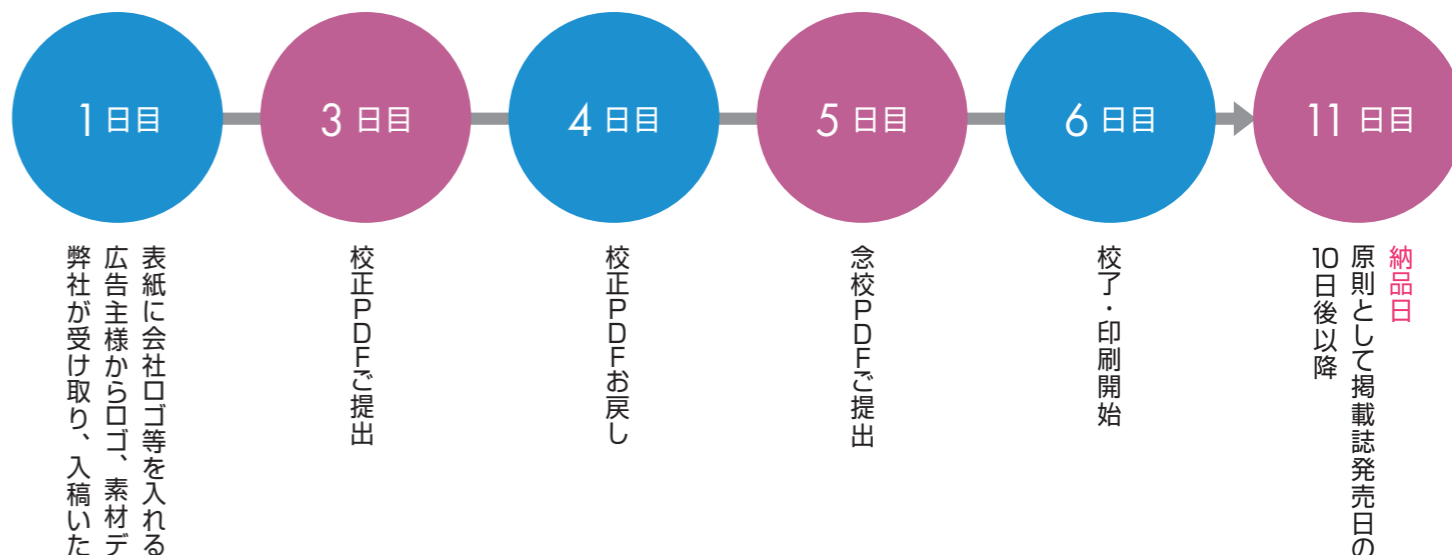 1 日目
3 日目
4 日目
5 日目
6 日目
11 日目
表紙に会社ロゴ等を入れる
広告主様からロゴ、素材デ
弊社が受け取り、入稿いた
校正PDFご提出
校正PDFお戻し
念校PDFご提出
校了・印刷開始
納品日
原則として掲載誌発売日の
10日後以降